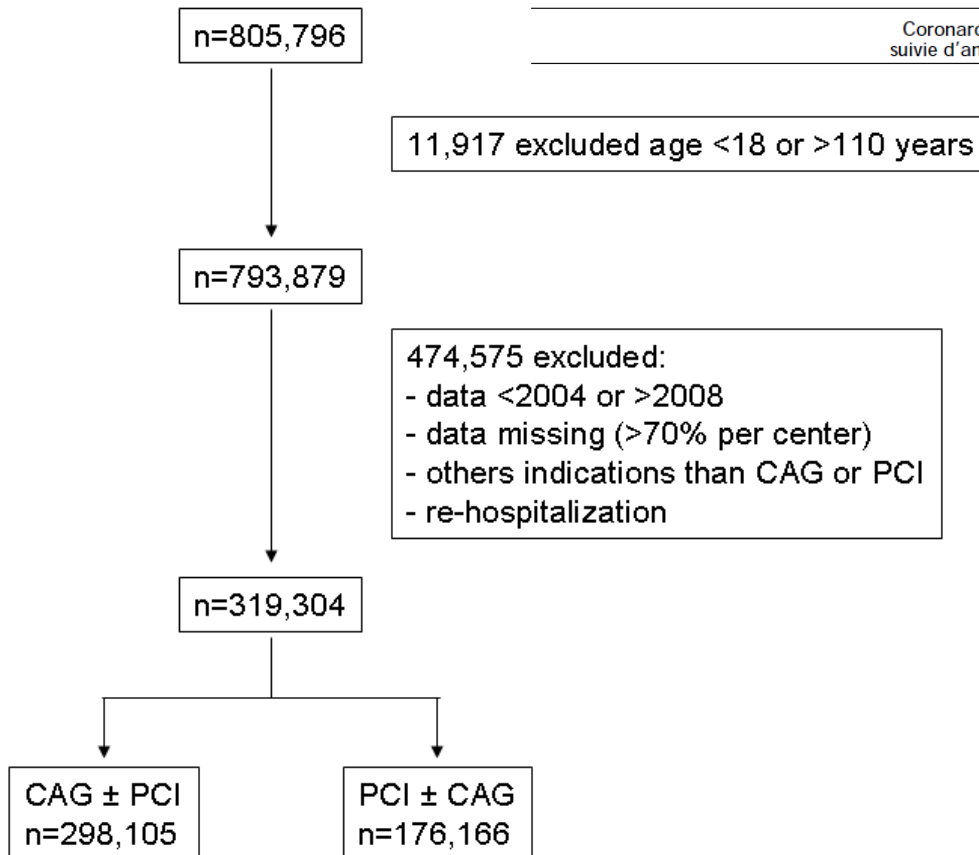 n=805,796
suivie d'an
11,917 excluded age <18 or >110 years
n=793,879
474,575 excluded:
- data <2004 or >2008
- data missing (>70% per center)
- others indications than CAG or PCI
- re-hospitalization
n=319,304
CAG ± PCI
n=298,105
PCI ± CAG
n=176,166